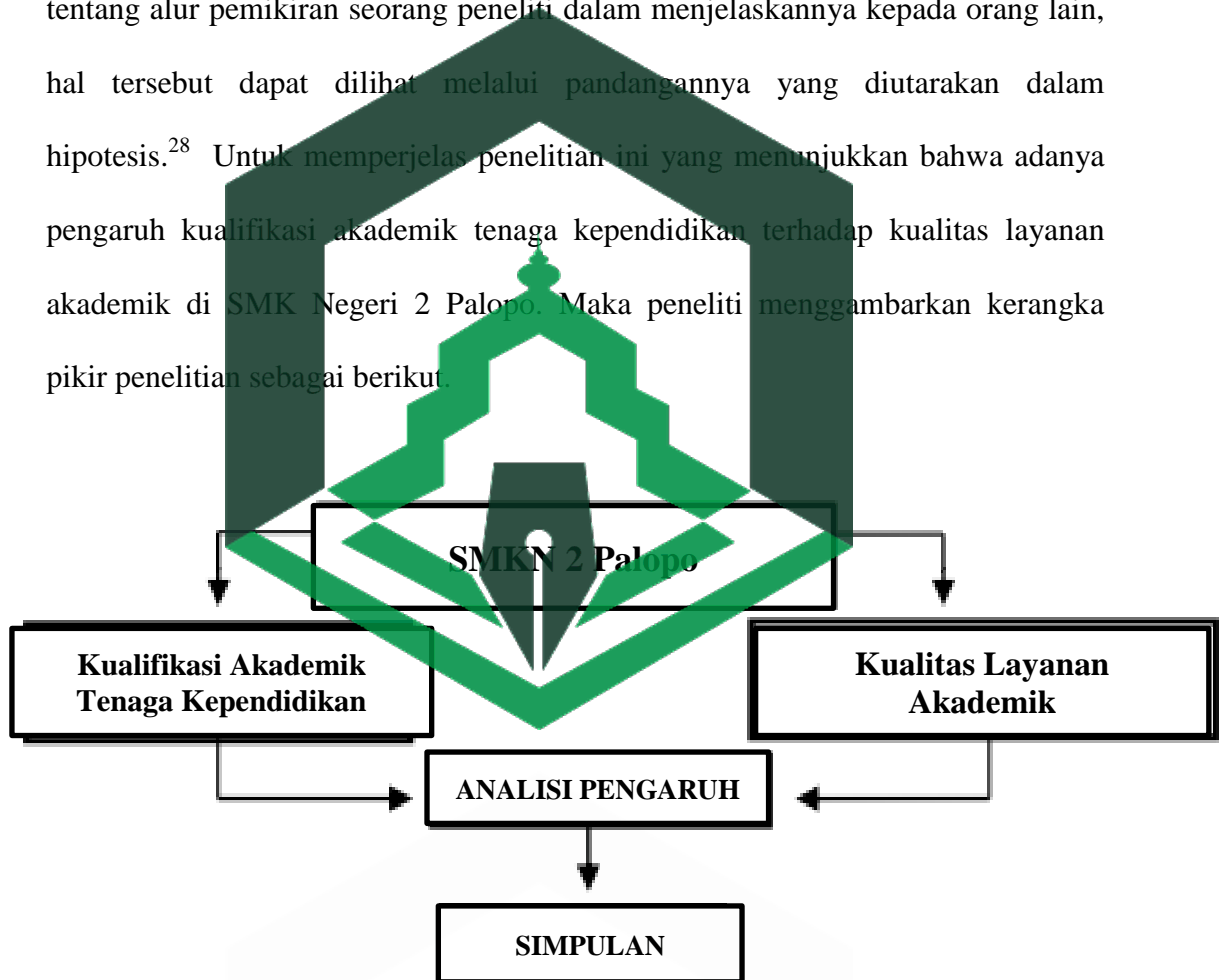 tentang alur pemikiran seorang peneliti dalam menjelaskannya kepada orang lain,
hal tersebut dapat dilihat melalui pandangannya yang diutarakan dalam
hipotesis.²⁸ Untuk memperjelas penelitian ini yang menunjukkan bahwa adanya
pengaruh kualifikasi akademik tenaga kependidikan terhadap kualitas layanan
akademik di SMK Negeri 2 Palopo. Maka peneliti menggambarkan kerangka
pikir penelitian sebagai berikut.
SMKN 2 Palopo
Kualifikasi Akademik
Tenaga Kependidikan
Kualitas Layanan
Akademik
ANALISI PENGARUH
SIMPULAN